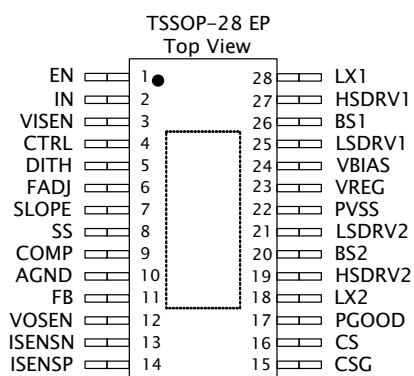 TSSOP-28 EP
Top View
EN 1 28 LX1
IN 2 27 HSDRV1
VISEN 3 26 BS1
CTRL 4 25 LSDRV1
DITH 5 24 VBIAS
FADJ 6 23 VREG
SLOPE 7 22 PVSS
SS 8 21 LSDRV2
COMP 9 20 BS2
AGND 10 19 HSDRV2
FB 11 18 LX2
VOSEN 12 17 PGOOD
ISENSN 13 16 CS
ISENSP 14 15 CSG